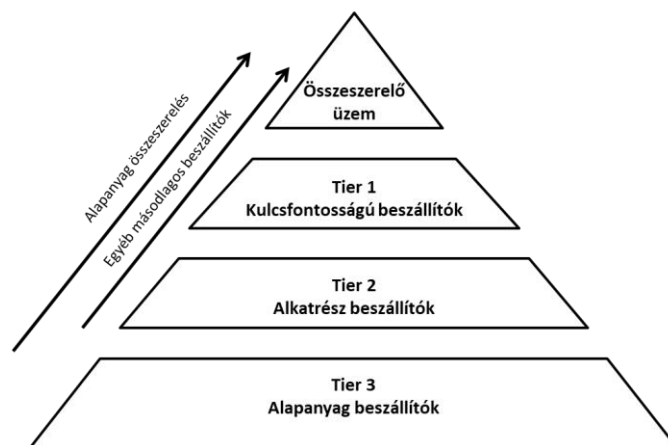 Összeszerelő
üzem
Alapanyag összeszerelés
Egyéb másodlagos beszállítók
Tier 1
Kulcsfontosságú beszállítók
Tier 2
Alkatrész beszállítók
Tier 3
Alapanyag beszállítók